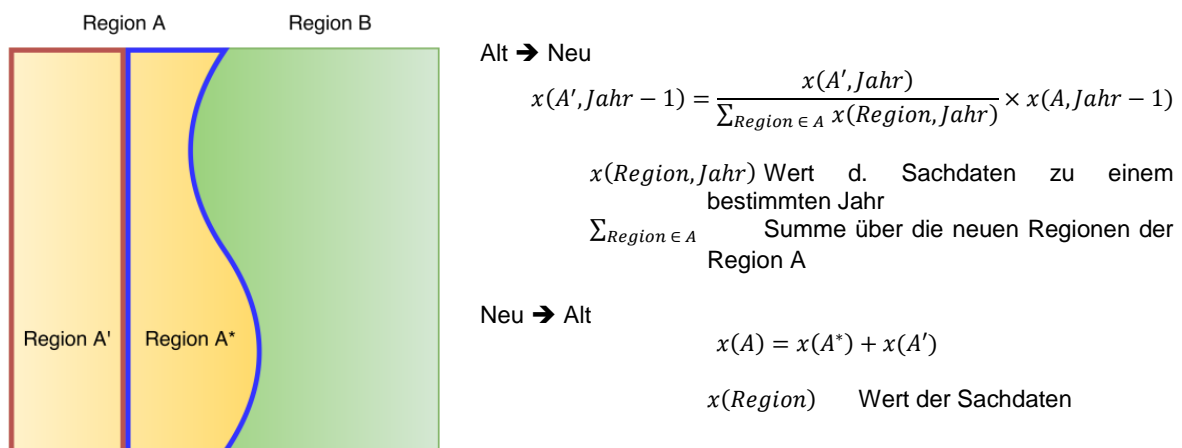 Region A Region B
Region A' Region A*
Alt ➔ Neu
x(A′, Jahr − 1) = x(A′, Jahr) / ∑Region ∈ A x(Region, Jahr) × x(A, Jahr − 1)
x(Region, Jahr) Wert d. Sachdaten zu einem
bestimmten Jahr
∑Region ∈ A Summe über die neuen Regionen der
Region A
Neu ➔ Alt
x(A) = x(A*) + x(A′)
x(Region) Wert der Sachdaten